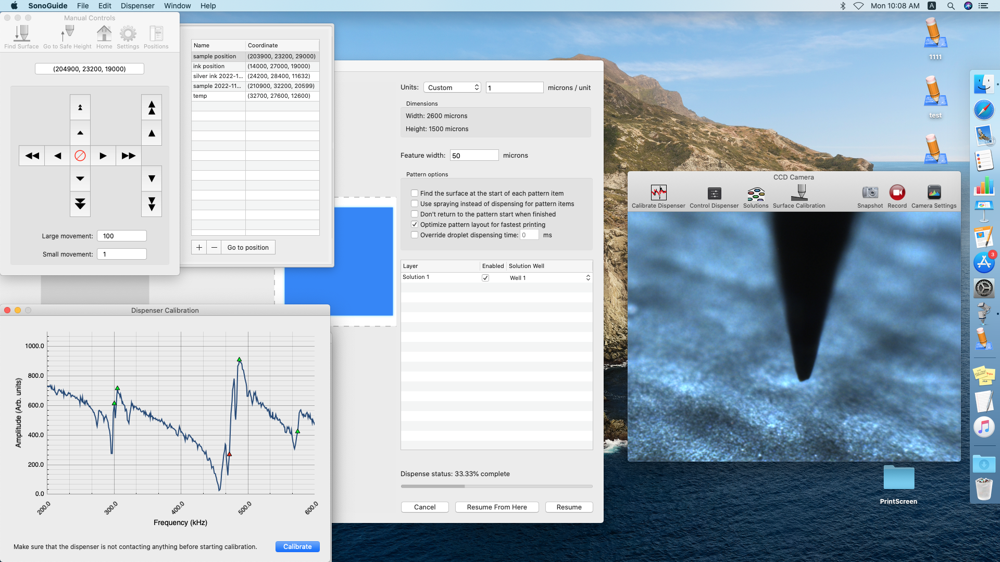 SonoGuide File Edit Dispenser Window Help
Mon 10:08 AM A
Manual Controls
Find Surface Go to Safe Height Home Settings Positions
(204900, 23200, 19000)
Large movement: 100
Small movement: 1
Name Coordinate
sample position (203900, 23200, 29000)
ink position (14000, 27000, 19000)
silver ink 2022-1... (24200, 28400, 11632)
sample 2022-11... (210900, 32200, 20599)
temp (32700, 27600, 12600)
+ − Go to position
Units: Custom 1 microns / unit
Dimensions
Width: 2600 microns
Height: 1500 microns
Feature width: 50 microns
Pattern options
Find the surface at the start of each pattern item
Use spraying instead of dispensing for pattern items
Don't return to the pattern start when finished
Optimize pattern layout for fastest printing
Override droplet dispensing time: 0 ms
Layer Enabled Solution Well
Solution 1 Well 1
Dispense status: 33.33% complete
Cancel Resume From Here Resume
Dispenser Calibration
1000.0
800.0
600.0
400.0
200.0
0.0
Amplitude (Arb. units)
200.0 300.0 400.0 500.0 600.0
Frequency (kHz)
Make sure that the dispenser is not contacting anything before starting calibration.
Calibrate
CCD Camera
Calibrate Dispenser Control Dispenser Solutions Surface Calibration Snapshot Record Camera Settings
1111
test
PrintScreen
3